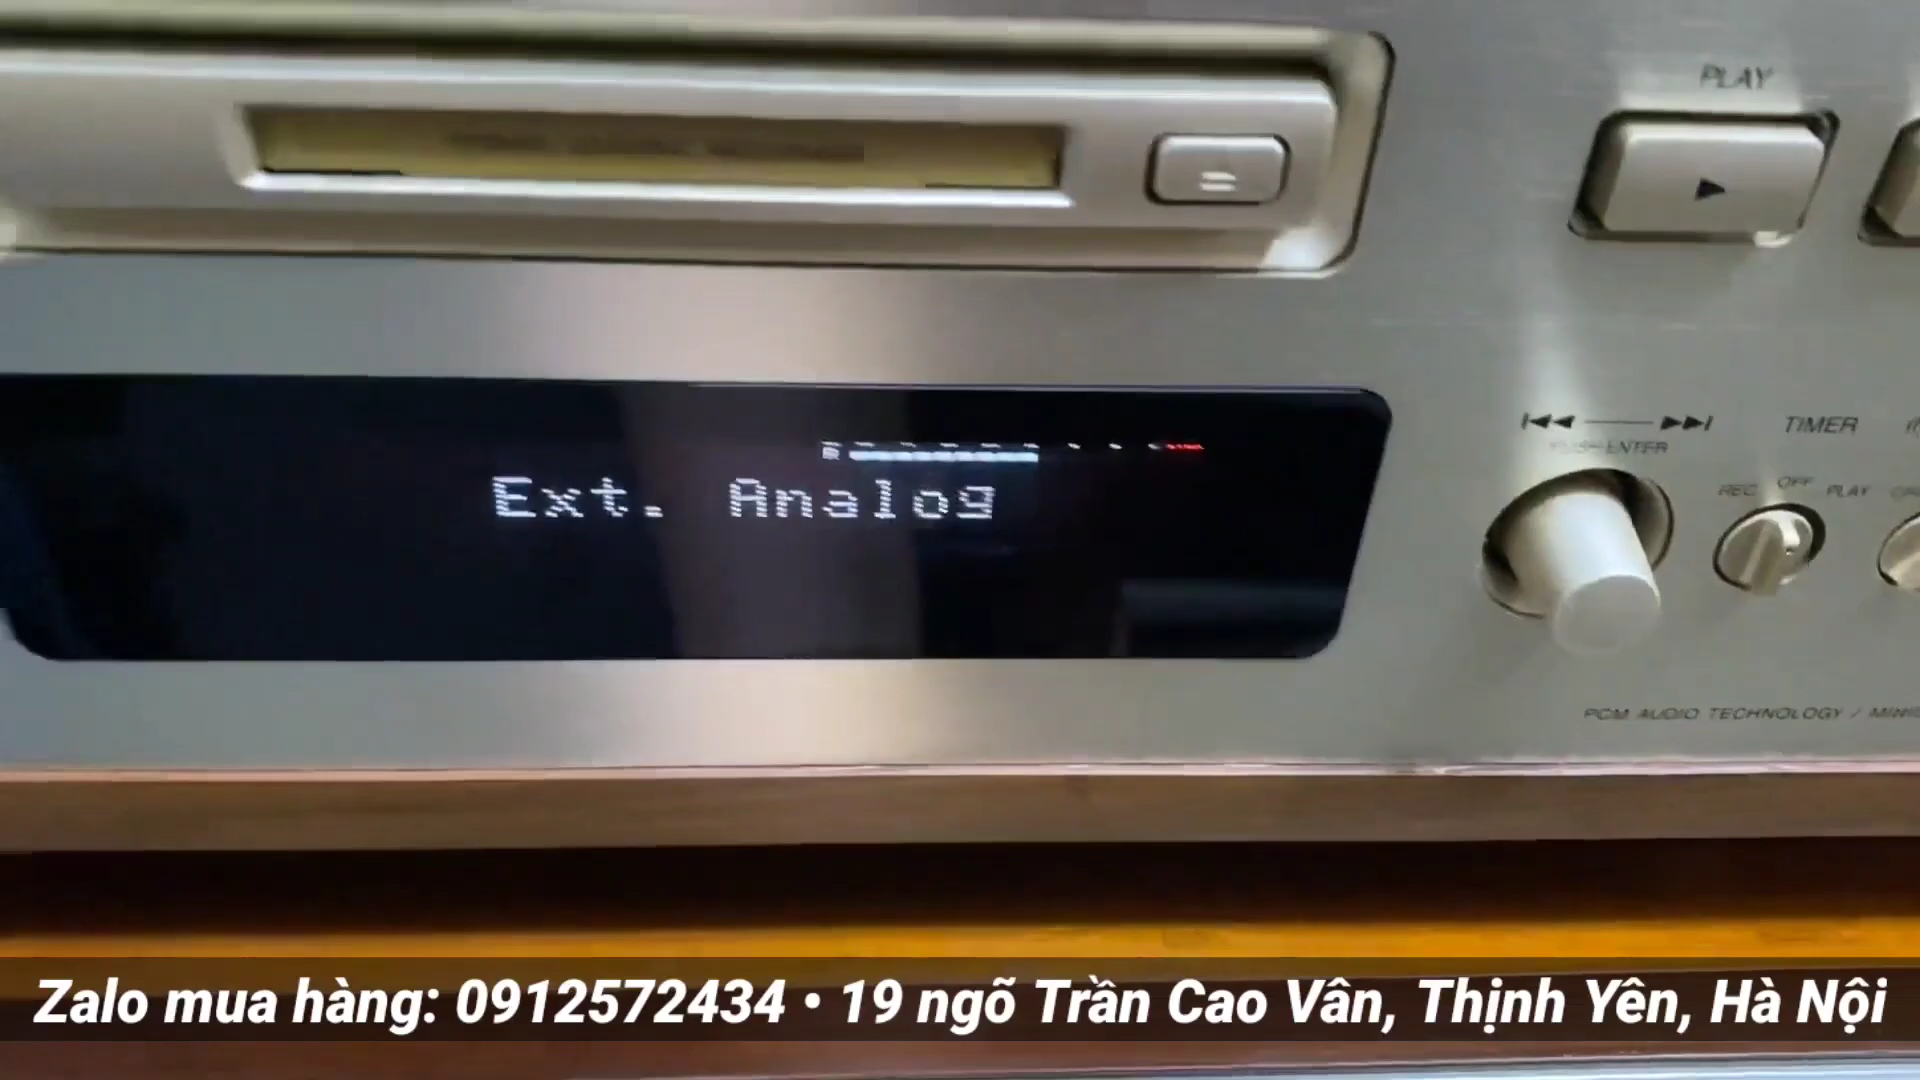 PLAY
Ext. Analog
TIMER
PUSH ENTER
REC OFF PLAY
PCM AUDIO TECHNOLOGY /
Zalo mua hàng: 0912572434 • 19 ngõ Trần Cao Vân, Thịnh Yên, Hà Nội